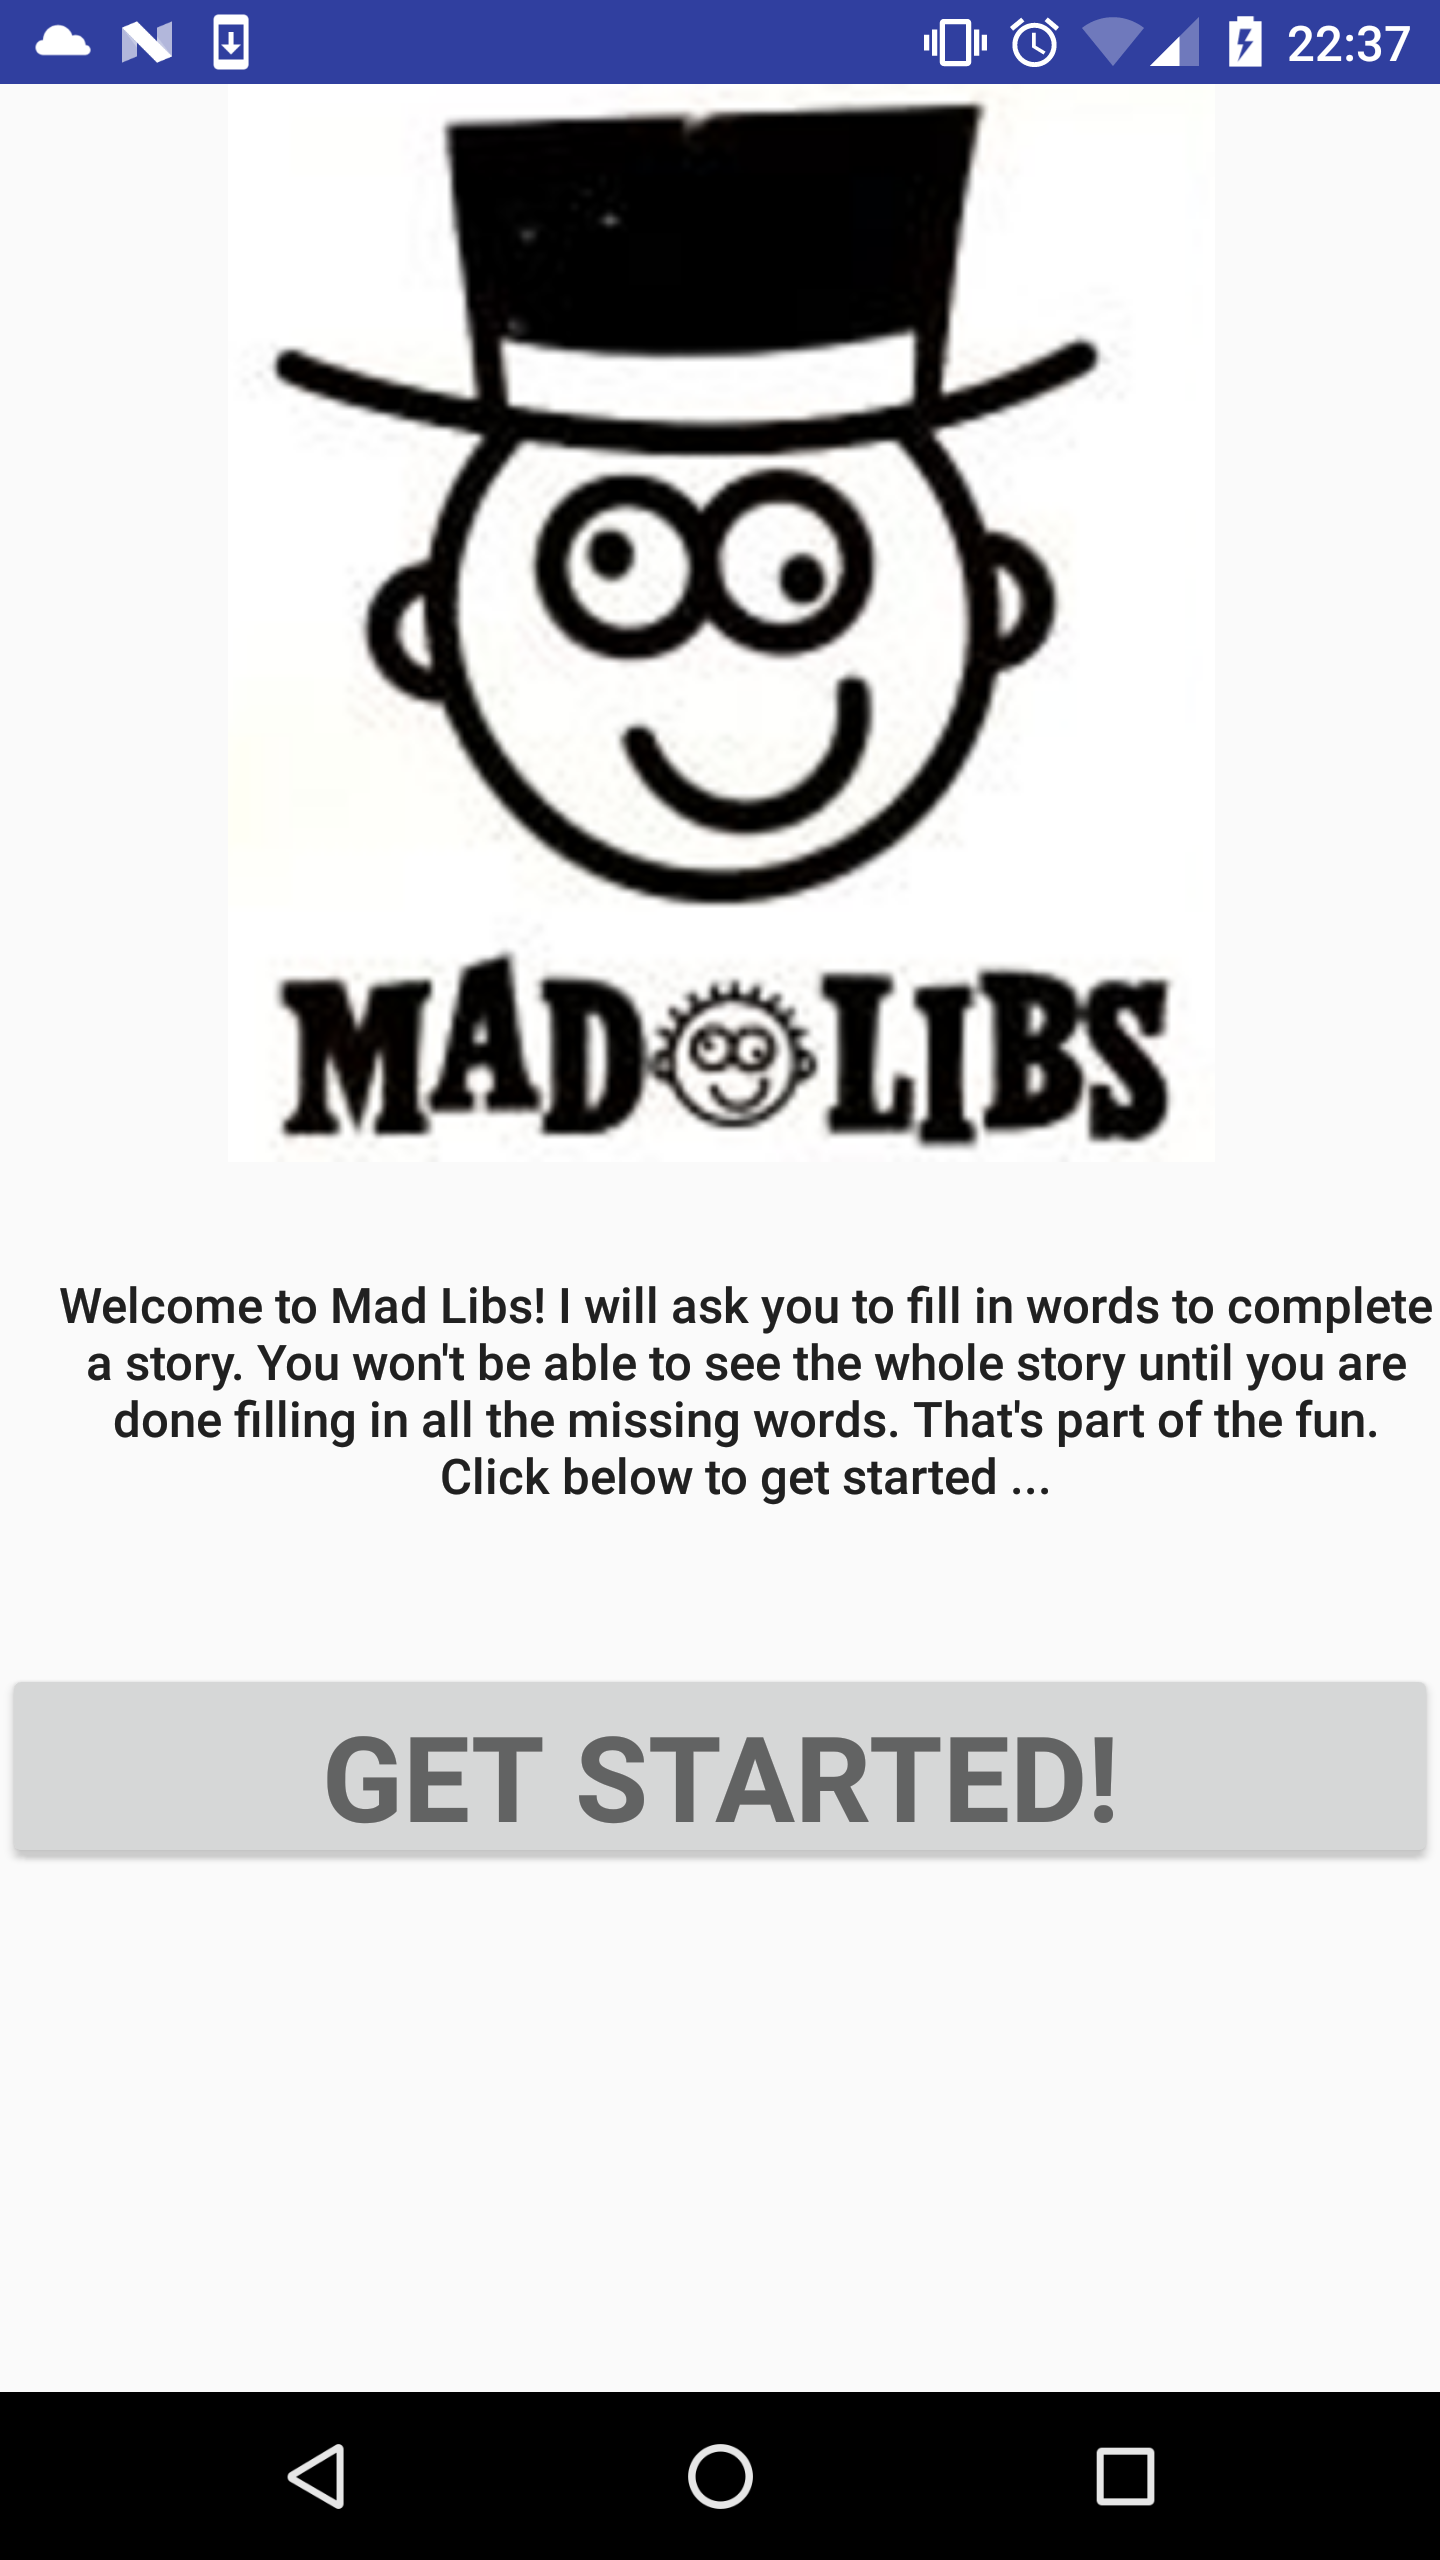 22:37
MAD LIBS
Welcome to Mad Libs! I will ask you to fill in words to complete
a story. You won't be able to see the whole story until you are
done filling in all the missing words. That's part of the fun.
Click below to get started ...
GET STARTED!